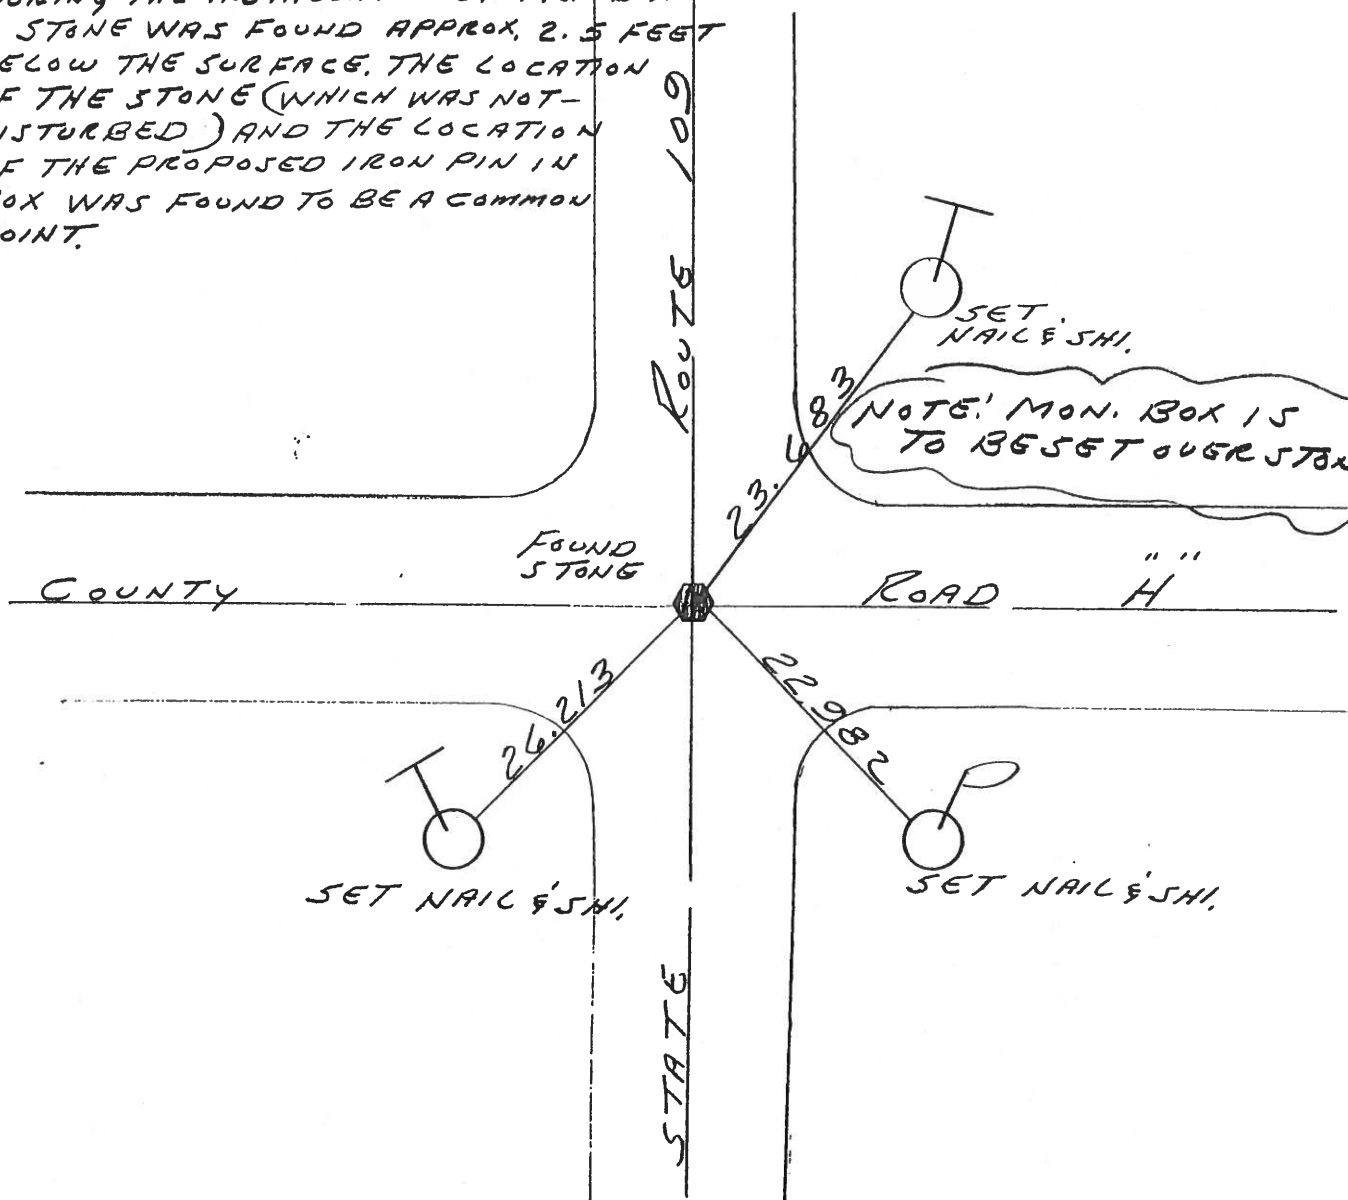 STONE WAS FOUND APPROX. 2.5 FEET
ELOW THE SURFACE. THE LOCATION
F THE STONE (WHICH WAS NOT-
ISTURBED) AND THE LOCATION
F THE PROPOSED IRON PIN IN
OX WAS FOUND TO BE A COMMON
OINT.
ROUTE 109
SET
NAIL & SHI.
23.683
NOTE: MON. BOX IS
TO BE SET OVER STON
FOUND
STONE
COUNTY ROAD "H"
26.213
22.982
SET NAIL & SHI.
SET NAIL & SHI.
STATE